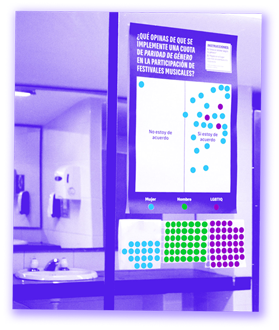 ¿QUÉ OPINAS DE QUE SE
IMPLEMENTE UNA CUOTA
DE PARIDAD DE GÉNERO
EN LA PARTICIPACIÓN DE
FESTIVALES MUSICALES?
No estoy de
acuerdo
Si estoy de
acuerdo
Mujer Hombre LGBTIQ